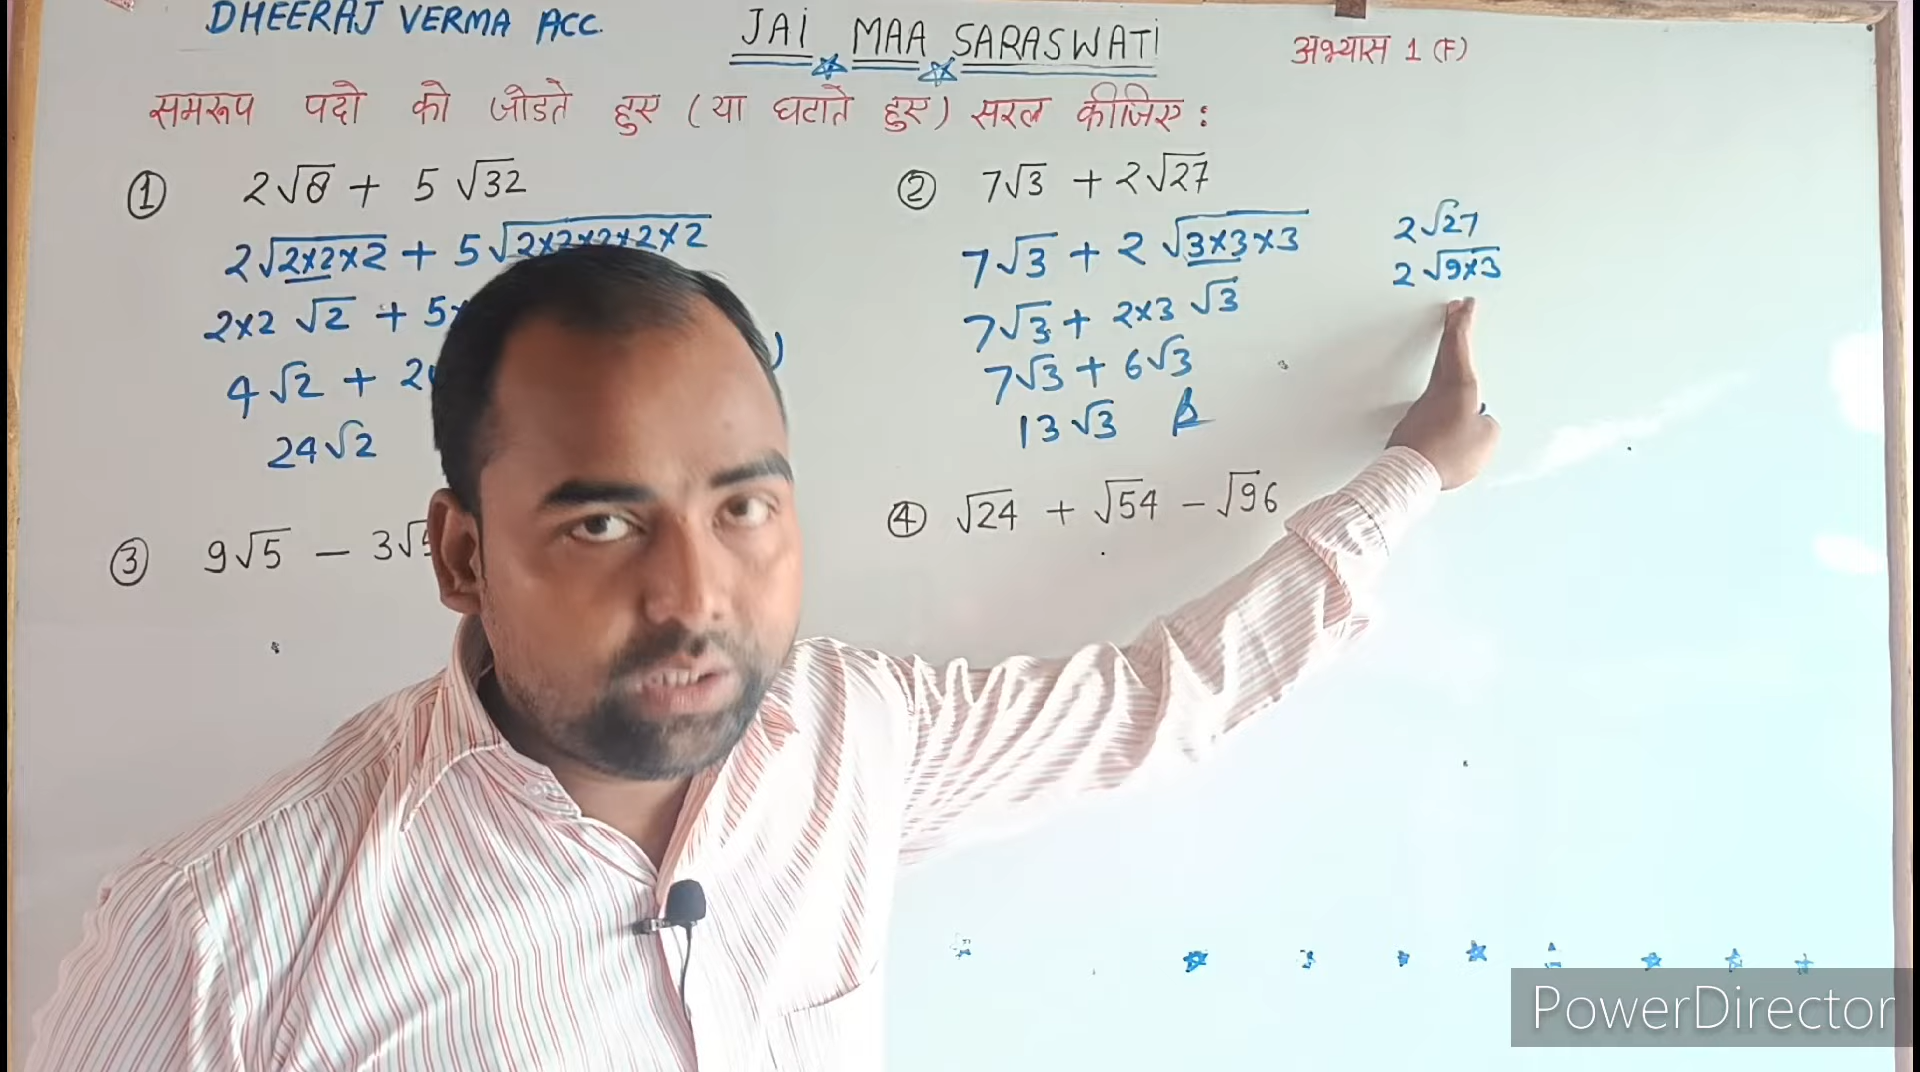 DHEERAJ VERMA ACC.
JAI MAA SARASWATI
अभ्यास 1 (F)
समरूप पदो को जोडते हुए (या घटाते हुए) सरल कीजिए :
① 2√8 + 5√32
2√2×2×2 + 5√2×2×2×2×2
2×2 √2 + 5×
4√2 + 2
24√2
② 7√3 + 2√27
7√3 + 2√3×3×3
7√3 + 2×3 √3
7√3 + 6√3
13√3
2√27
2√9×3
③ 9√5 – 3√5
④ √24 + √54 – √96
PowerDirector